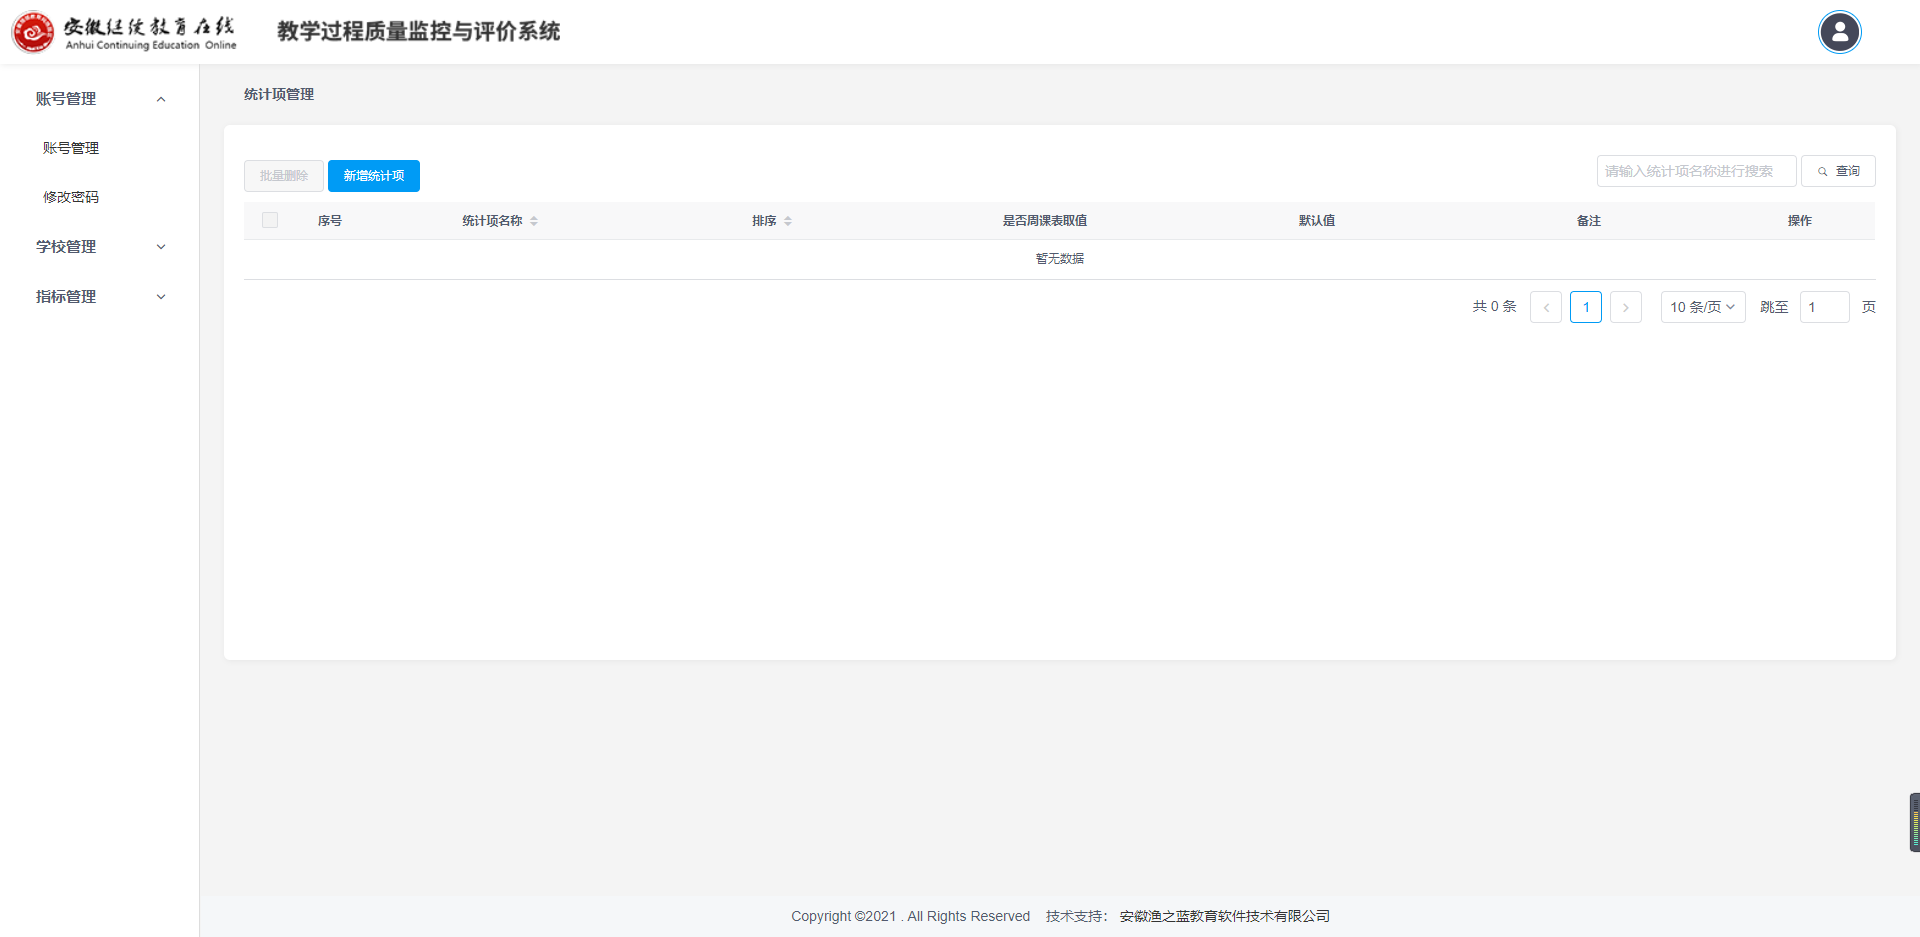 安徽继续教育在线
Anhui Continuing Education Online
教学过程质量监控与评价系统
账号管理
账号管理
修改密码
学校管理
指标管理
统计项管理
批量删除 新增统计项
请输入统计项名称进行搜索 查询
序号 统计项名称 排序 是否周课表取值 默认值 备注 操作
暂无数据
共 0 条 1 10 条/页 跳至 1 页
Copyright ©2021 . All Rights Reserved 技术支持： 安徽渔之蓝教育软件技术有限公司